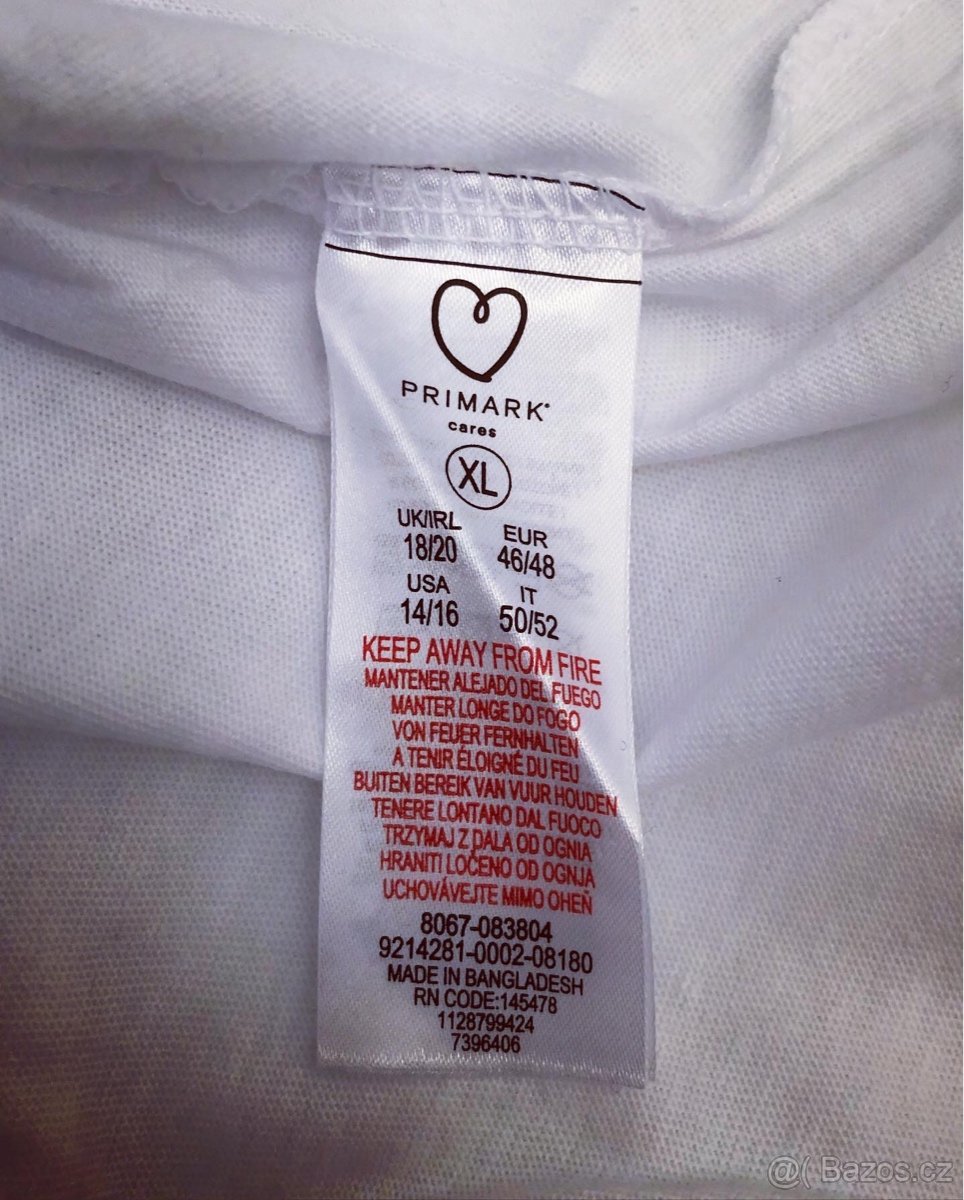 PRIMARK®
cares
XL
UK/IRL EUR
18/20 46/48
USA IT
14/16 50/52
KEEP AWAY FROM FIRE
MANTENER ALEJADO DEL FUEGO
MANTER LONGE DO FOGO
VON FEUER FERNHALTEN
A TENIR ÉLOIGNÉ DU FEU
BUITEN BEREIK VAN VUUR HOUDEN
TENERE LONTANO DAL FUOCO
TRZYMAJ Z DALA OD OGNIA
HRANITI LOČENO OD OGNJA
UCHOVÁVEJTE MIMO OHEŇ
8067-083804
9214281-0002-08180
MADE IN BANGLADESH
RN CODE:145478
1128799424
7396406
@( Bazos.cz